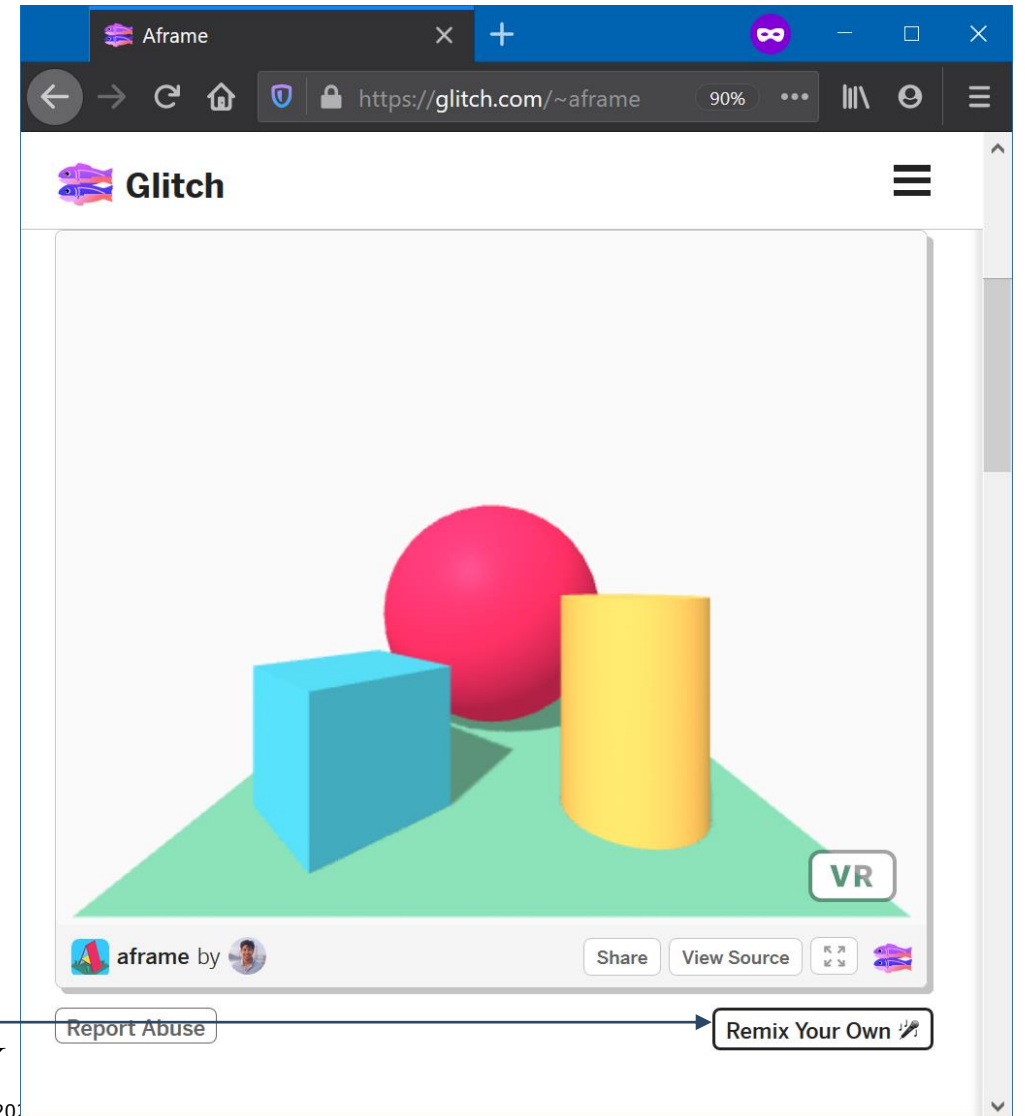 Aframe
https://glitch.com/~aframe 90%
Glitch
VR
aframe by
Share View Source
Report Abuse
Remix Your Own